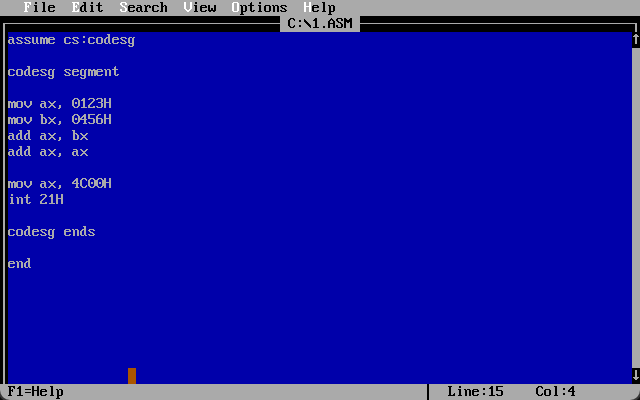 File Edit Search View Options Help
C:\1.ASM
assume cs:codesg
codesg segment
mov ax, 0123H
mov bx, 0456H
add ax, bx
add ax, ax
mov ax, 4C00H
int 21H
codesg ends
end
F1=Help Line:15 Col:4